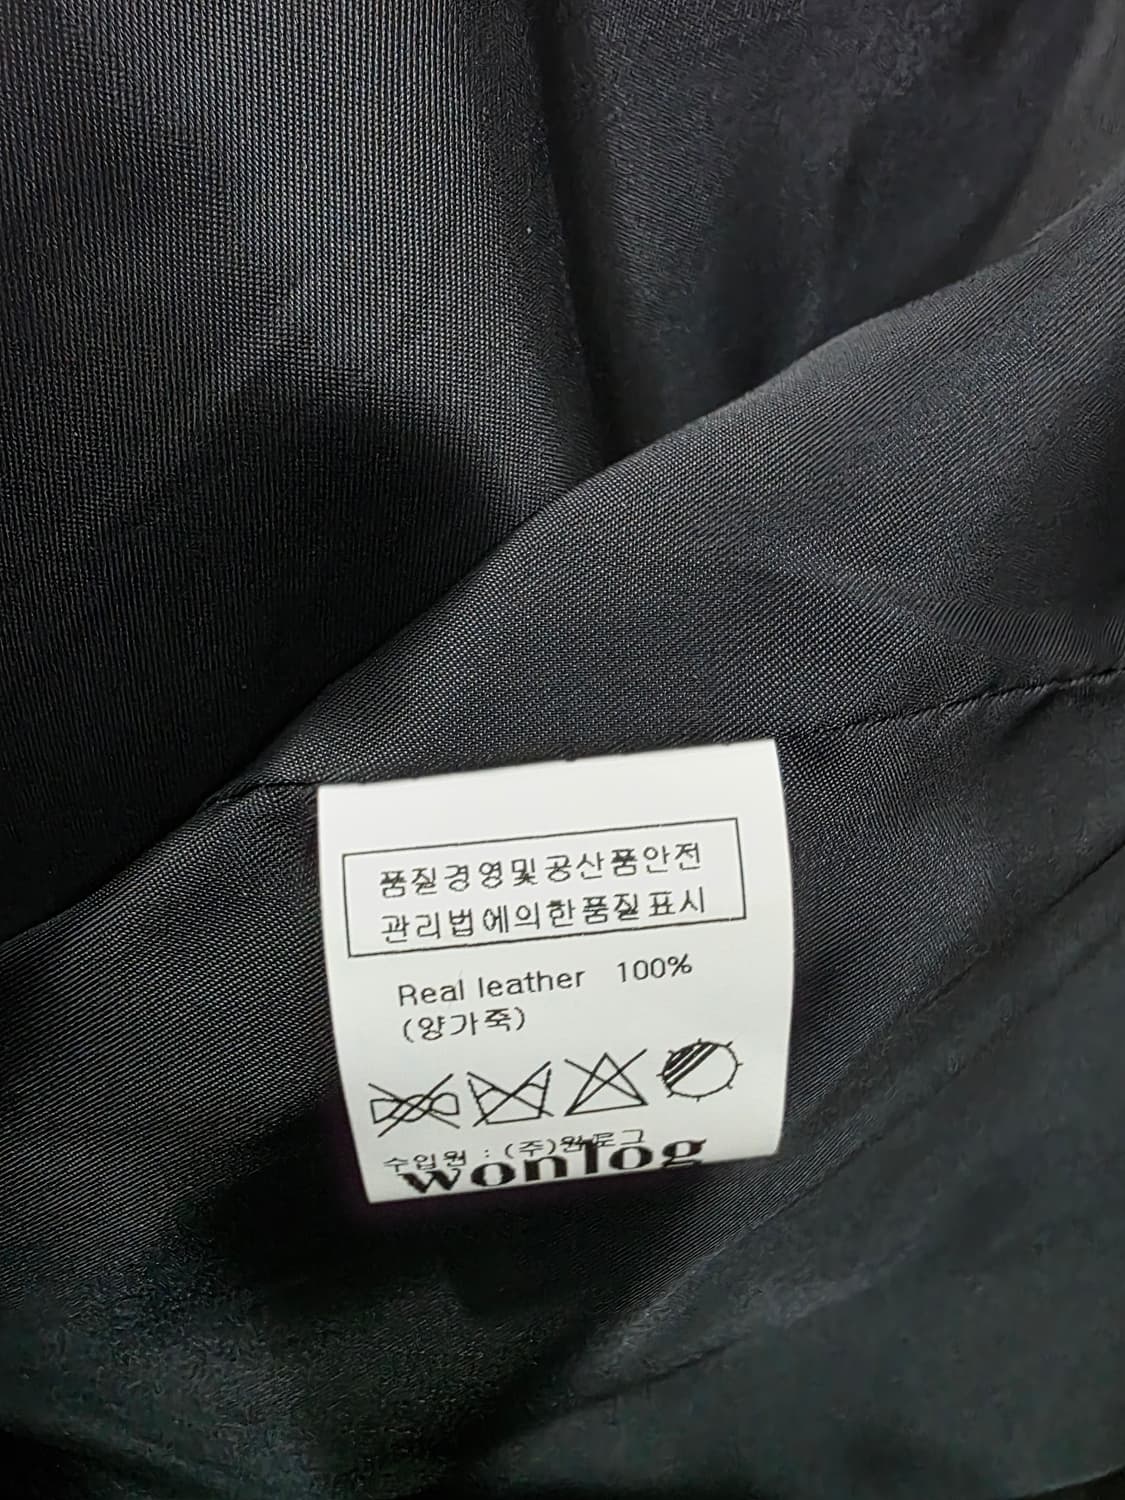 품질경영및공산품안전
관리법에의한품질표시
Real leather 100%
(양가죽)
수입원 : (주)원로그
wonlog